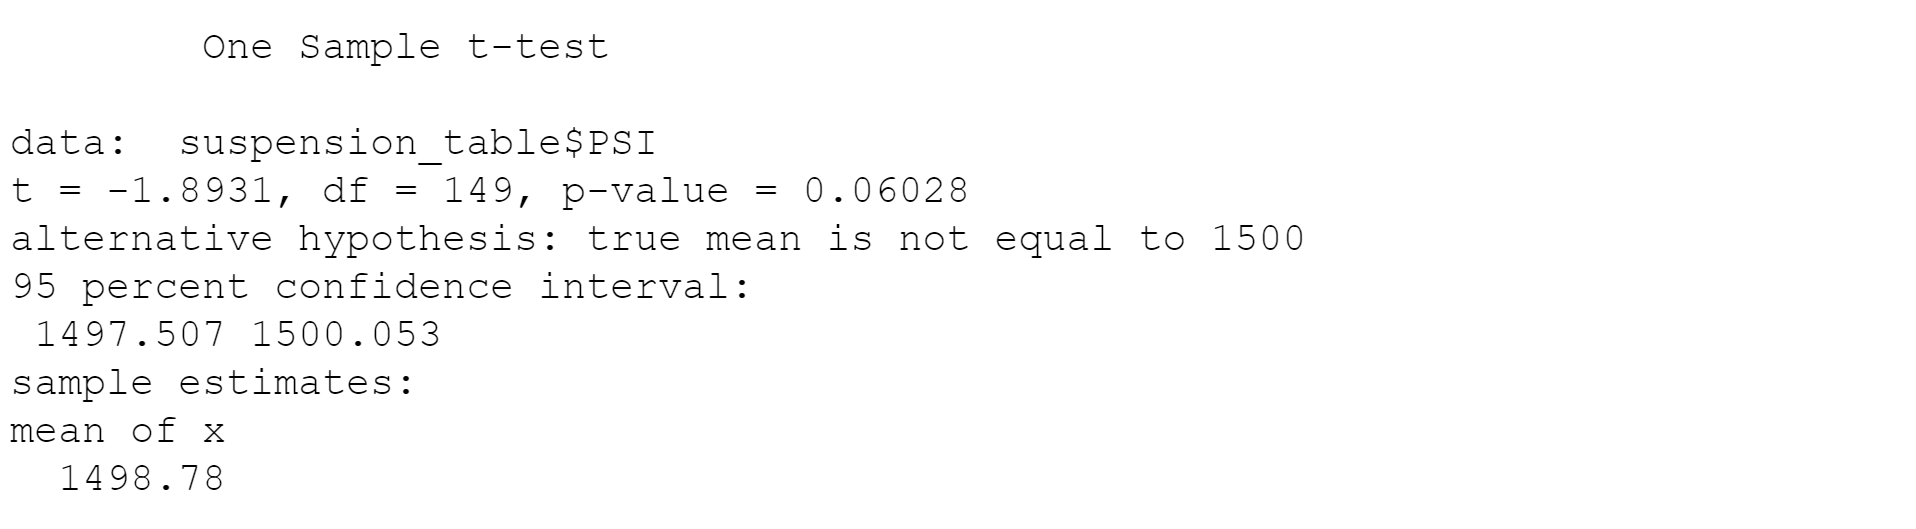 One Sample t-test
data:  suspension_table$PSI
t = -1.8931, df = 149, p-value = 0.06028
alternative hypothesis: true mean is not equal to 1500
95 percent confidence interval:
1497.507 1500.053
sample estimates:
mean of x
1498.78